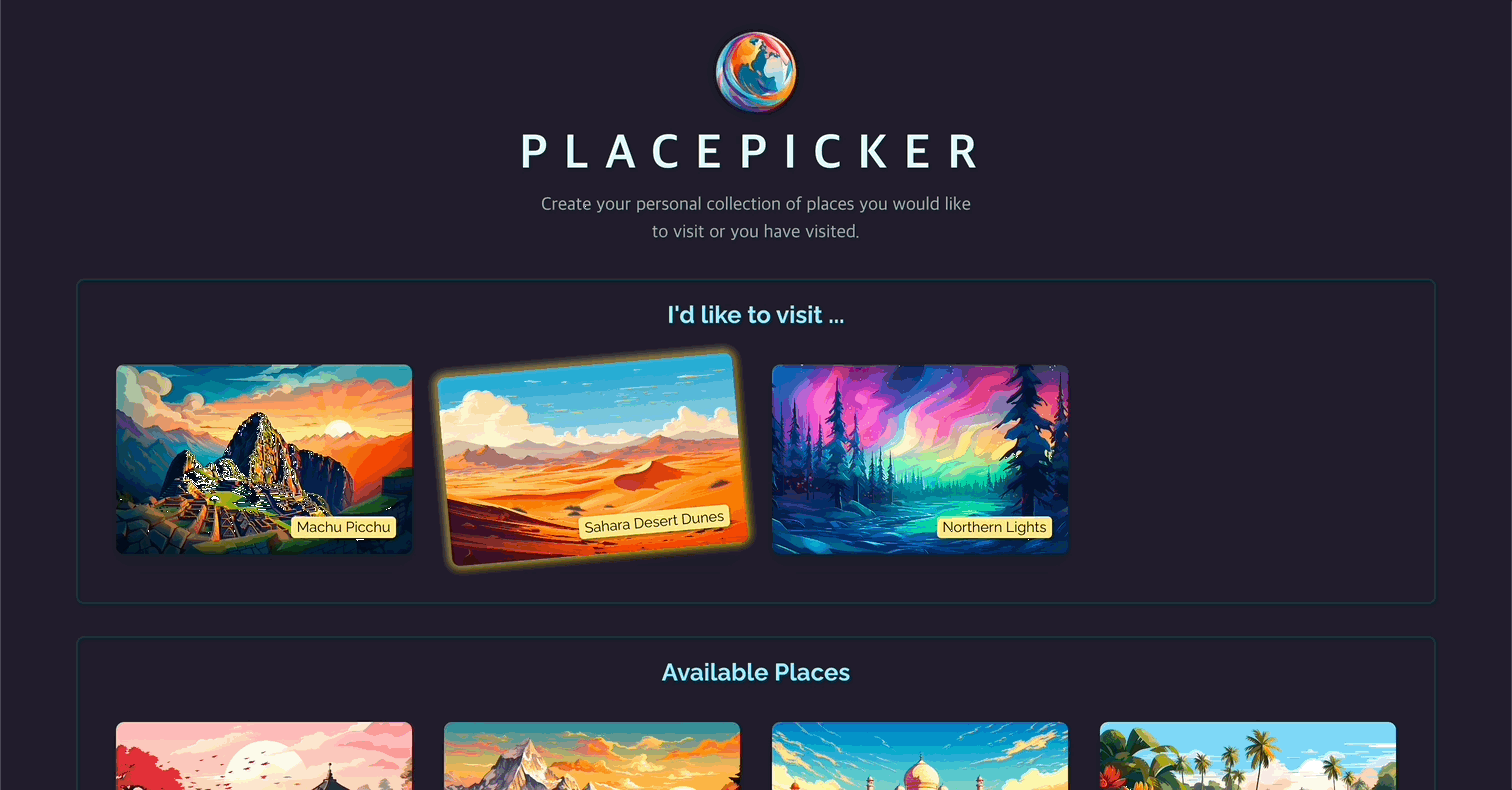 PLACEPICKER
Create your personal collection of places you would like
to visit or you have visited.
I'd like to visit ...
Machu Picchu
Sahara Desert Dunes
Northern Lights
Available Places